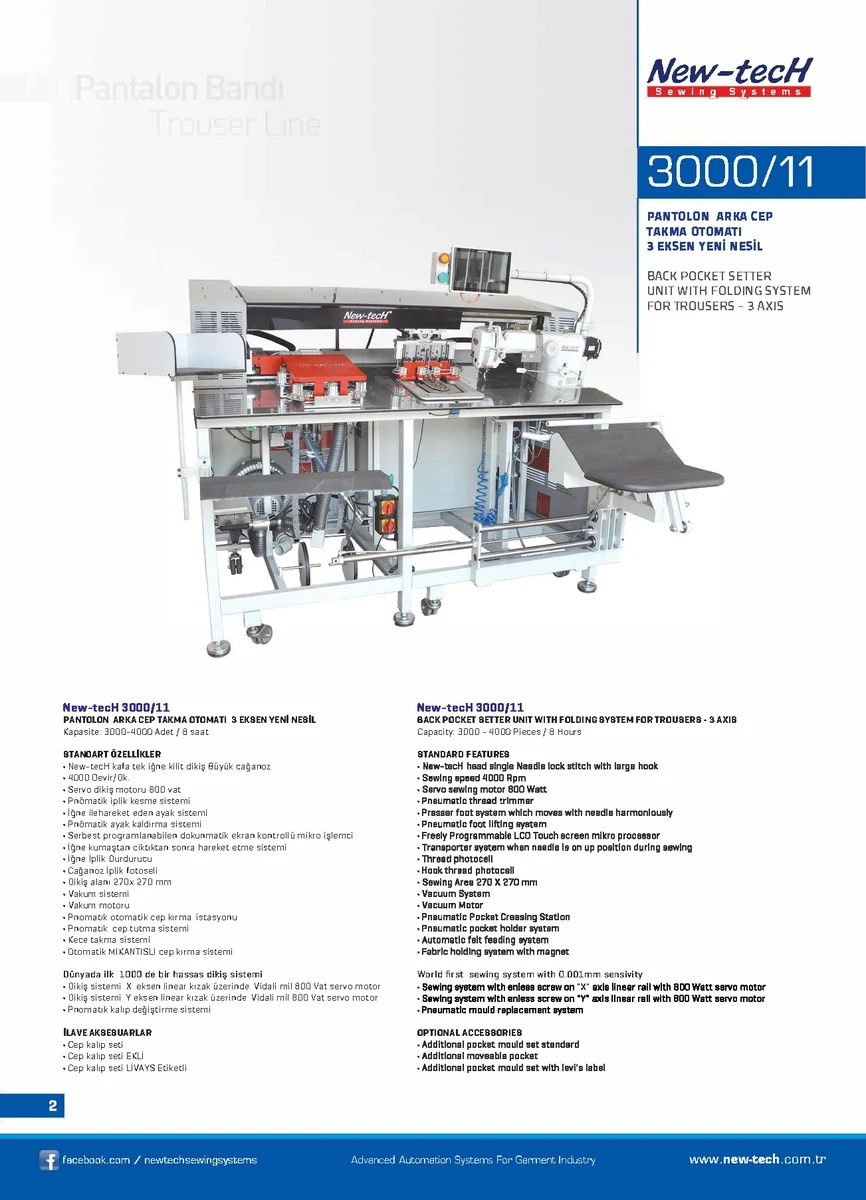 Pantalon Bandı
Trouser Line
New-tecH
Sewing Systems
3000/11
PANTOLON ARKA CEP
TAKMA OTOMATI
3 EKSEN YENİ NESİL
BACK POCKET SETTER
UNIT WITH FOLDING SYSTEM
FOR TROUSERS - 3 AXIS
New-tecH
Sewing Systems
New-tecH 3000/11
PANTOLON ARKA CEP TAKMA OTOMATI 3 EKSEN YENİ NESİL
Kapasite: 3000-4000 Adet / 8 saat
STANDART ÖZELLİKLER
• New-tecH kafa tek iğne kilit dikiş Büyük çağanoz
• 4000 Devir/Dk.
• Servo dikiş motoru 800 vat
• Pnömatik iplik kesme sistemi
• İğne ilehareket eden ayak sistemi
• Pnömatik ayak kaldırma sistemi
• Serbest programlanabilen dokunmatik ekran kontrollü mikro işlemci
• İğne kumaştan ciktıktan sonra hareket etme sistemi
• İğne İplik Durdurucu
• Cağanoz İplik fotoseli
• Dikiş alanı 270x 270 mm
• Vakum sistemi
• Vakum motoru
• Pnomatık otomatik cep kırma istasyonu
• Pnomatık cep tutma sistemi
• Kece takma sistemi
• Otomatik MIKANTISLI cep kırma sistemi
Dünyada ilk 1000 de bir hassas dikiş sistemi
• Dikiş sistemi X eksen linear kızak üzerinde Vidali mil 800 Vat servo motor
• Dikiş sistemi Y eksen linear kızak üzerinde Vidali mil 800 Vat servo motor
• Pnomatık kalıp değiştirme sistemi
İLAVE AKSESUARLAR
• Cep kalıp seti
• Cep kalıp seti EKLİ
• Cep kalıp seti LİVAYS Etiketli
New-tecH 3000/11
BACK POCKET SETTER UNIT WITH FOLDING SYSTEM FOR TROUSERS - 3 AXIS
Capacity: 3000 - 4000 Pieces / 8 Hours
STANDARD FEATURES
• New-tecH head single Needle lock stitch with large hook
• Sewing speed 4000 Rpm
• Servo sewing motor 800 Watt
• Pneumatic thread trimmer
• Presser foot system which moves with needle harmoniously
• Pneumatic foot lifting system
• Freely Programmable LCD Touch screen mikro processor
• Transporter system when needle is on up position during sewing
• Thread photocell
• Hook thread photocell
• Sewing Area 270 X 270 mm
• Vacuum System
• Vacuum Motor
• Pneumatic Pocket Creasing Station
• Pneumatic pocket holder system
• Automatic felt feading system
• Fabric holding system with magnet
World first sewing system with 0.001mm sensivity
• Sewing system with enless screw on "X" axis linear rail with 800 Watt servo motor
• Sewing system with enless screw on "Y" axis linear rail with 800 Watt servo motor
• Pneumatic mould replacement system
OPTIONAL ACCESSORIES
• Additional pocket mould set standard
• Additional moveable pocket
• Additional pocket mould set with levi's label
2
facebook.com / newtechsewingsystems
Advanced Automation Systems For Garment Industry
www.new-tech.com.tr